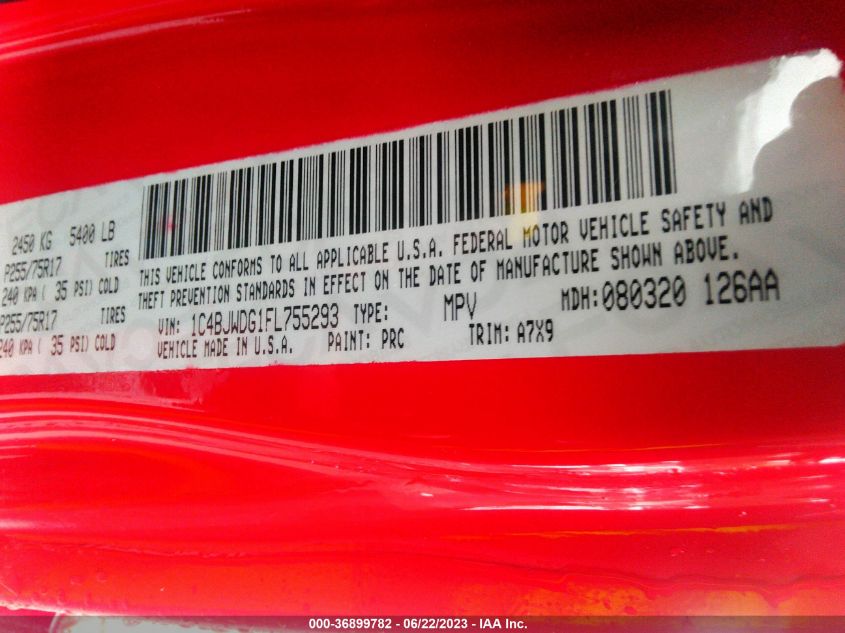 2450 KG 5400 LB
P255/75R17 TIRES
240 KPA ( 35 PSI) COLD
P255/75R17 TIRES
240 KPA ( 35 PSI) COLD
THIS VEHICLE CONFORMS TO ALL APPLICABLE U.S.A. FEDERAL MOTOR VEHICLE SAFETY AND
THEFT PREVENTION STANDARDS IN EFFECT ON THE DATE OF MANUFACTURE SHOWN ABOVE.
VIN: 1C4BJWDG1FL755293 TYPE: MPV MDH:080320 126AA
VEHICLE MADE IN U.S.A. PAINT: PRC TRIM: A7X9
000-36899782 - 06/22/2023 - IAA Inc.